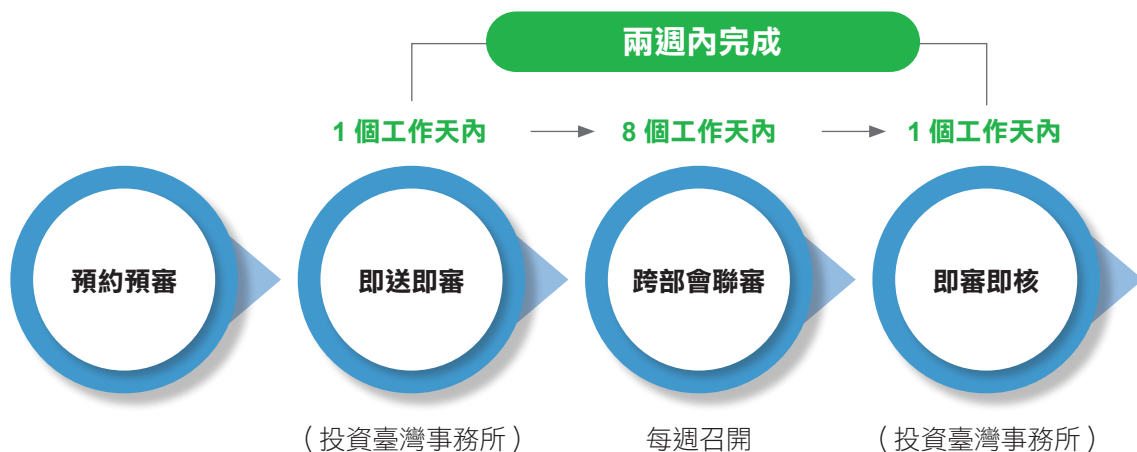 兩週內完成
1 個工作天內
8 個工作天內
1 個工作天內
預約預審
即送即審
跨部會聯審
即審即核
（投資臺灣事務所）
每週召開
（投資臺灣事務所）